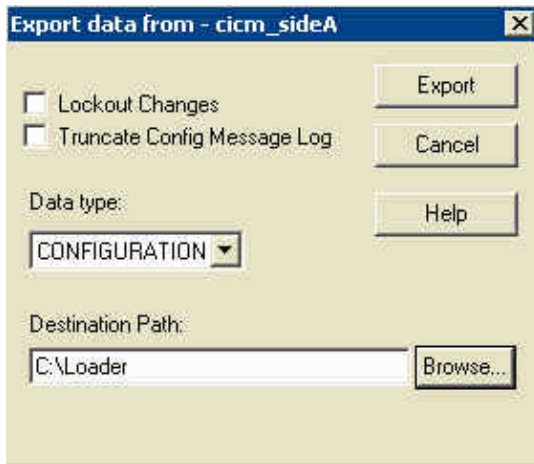 Export data from - cicm_sideA
Lockout Changes
Truncate Config Message Log
Export
Cancel
Help
Data type:
CONFIGURATION
Destination Path:
C:\Loader
Browse...